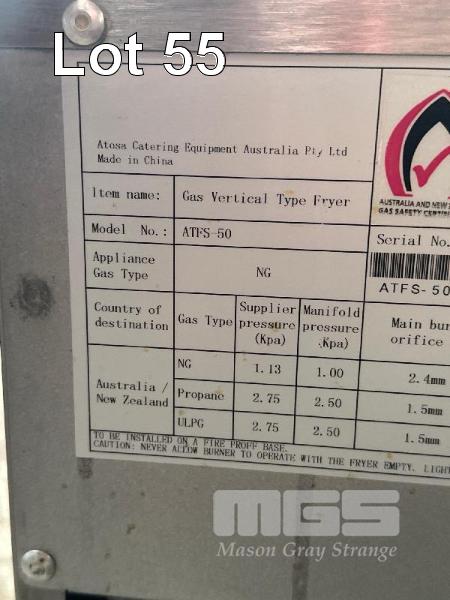 Lot 55
Atosa Catering Equipment Australia Pty Ltd
Made in China
AUSTRALIA AND NEW
GAS SAFETY CERTIFI
Item name: Gas Vertical Type Fryer
Model No.: ATFS-50
Serial No.
Appliance Gas Type NG
ATFS-50
Country of destination Gas Type Supplier pressure (Kpa) Manifold pressure (Kpa) Main bur orifice
Australia / New Zealand
NG 1.13 1.00 2.4mm
Propane 2.75 2.50 1.5mm
ULPG 2.75 2.50 1.5mm
TO BE INSTALLED ON A FIRE PROFF BASE.
CAUTION: NEVER ALLOW BURNER TO OPERATE WITH THE FRYER EMPTY. LIGHT
MGS
Mason Gray Strange